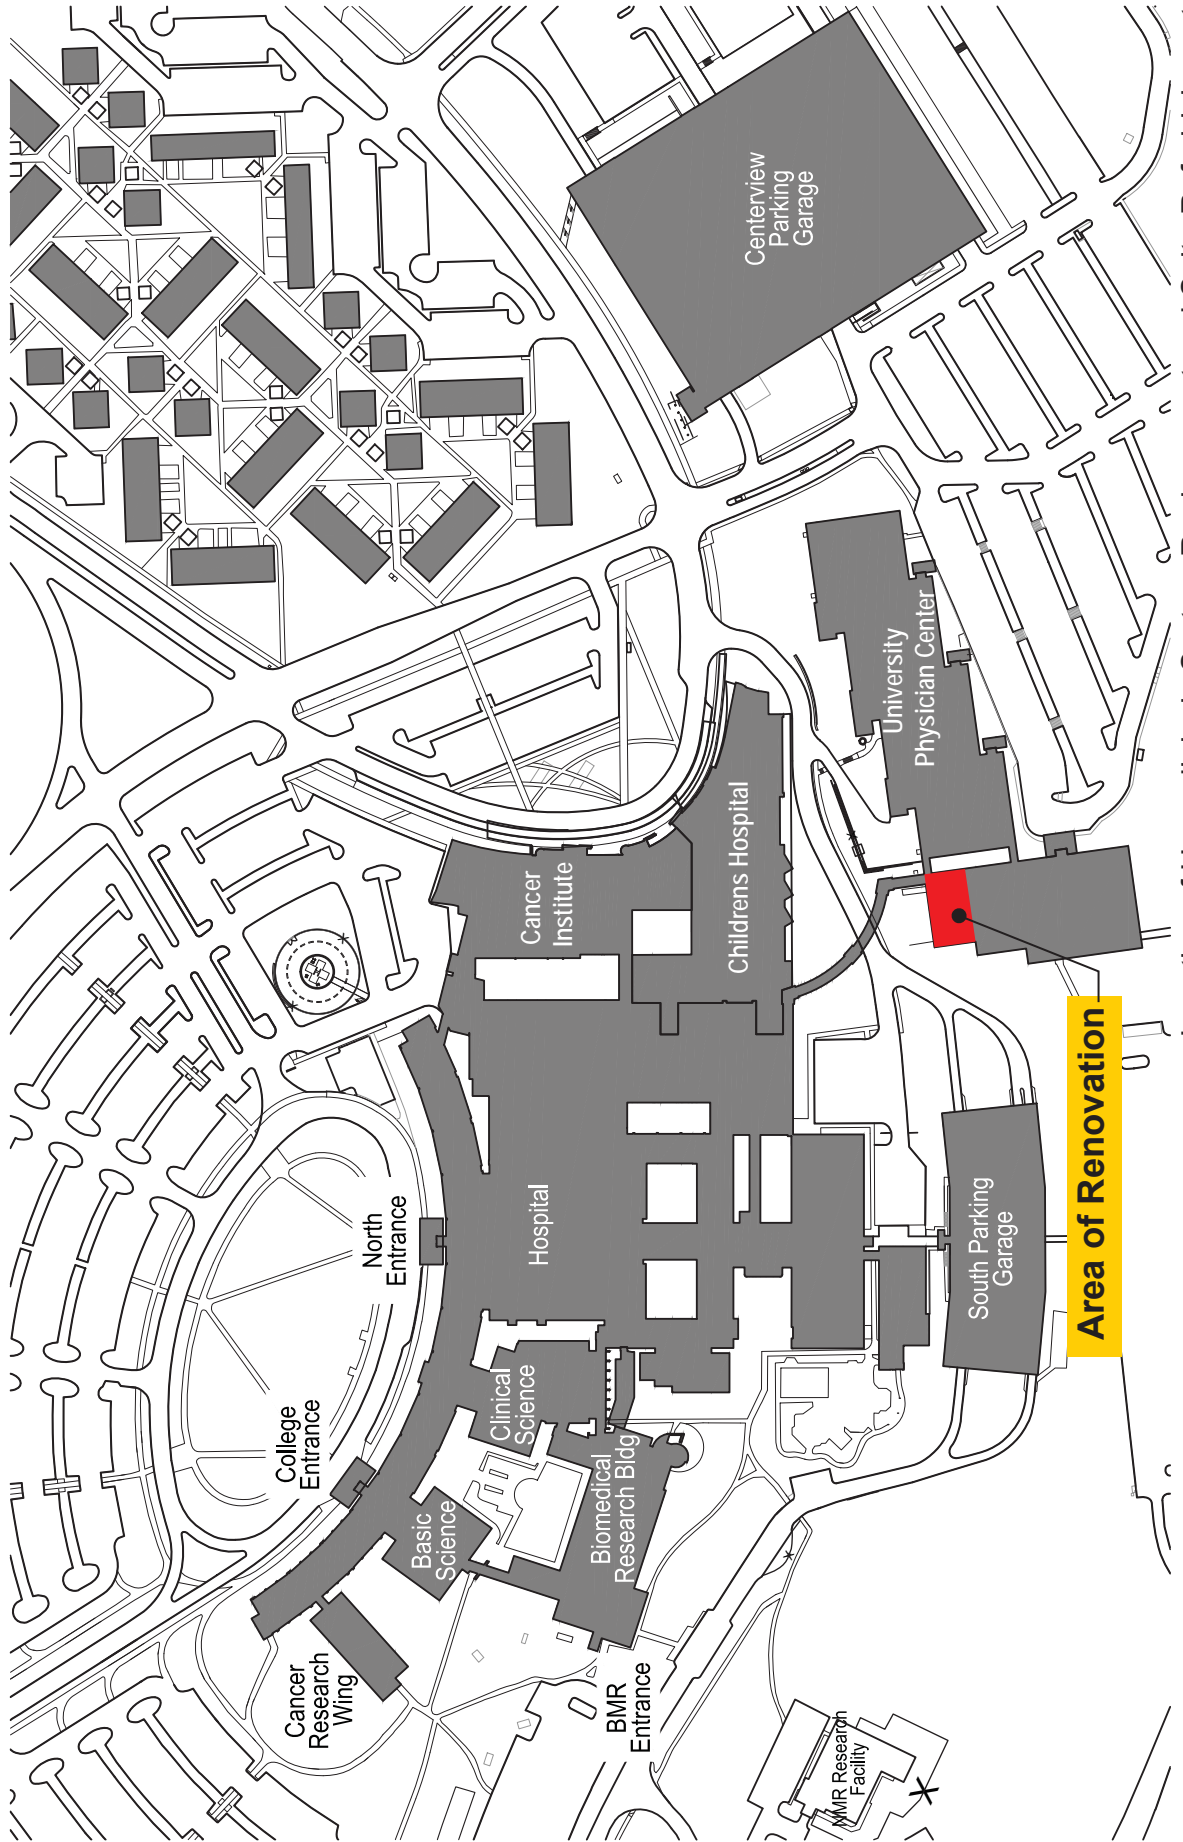 College
Entrance
Cancer
Research
Wing
North
Entrance
Basic
Science
Clinical
Science
Cancer
Institute
Hospital
Biomedical
Research Bldg
BMR
Entrance
Childrens Hospital
Centerview
Parking
Garage
NMR Research
Facility
University
Physician Center
South Parking
Garage
Area of Renovation